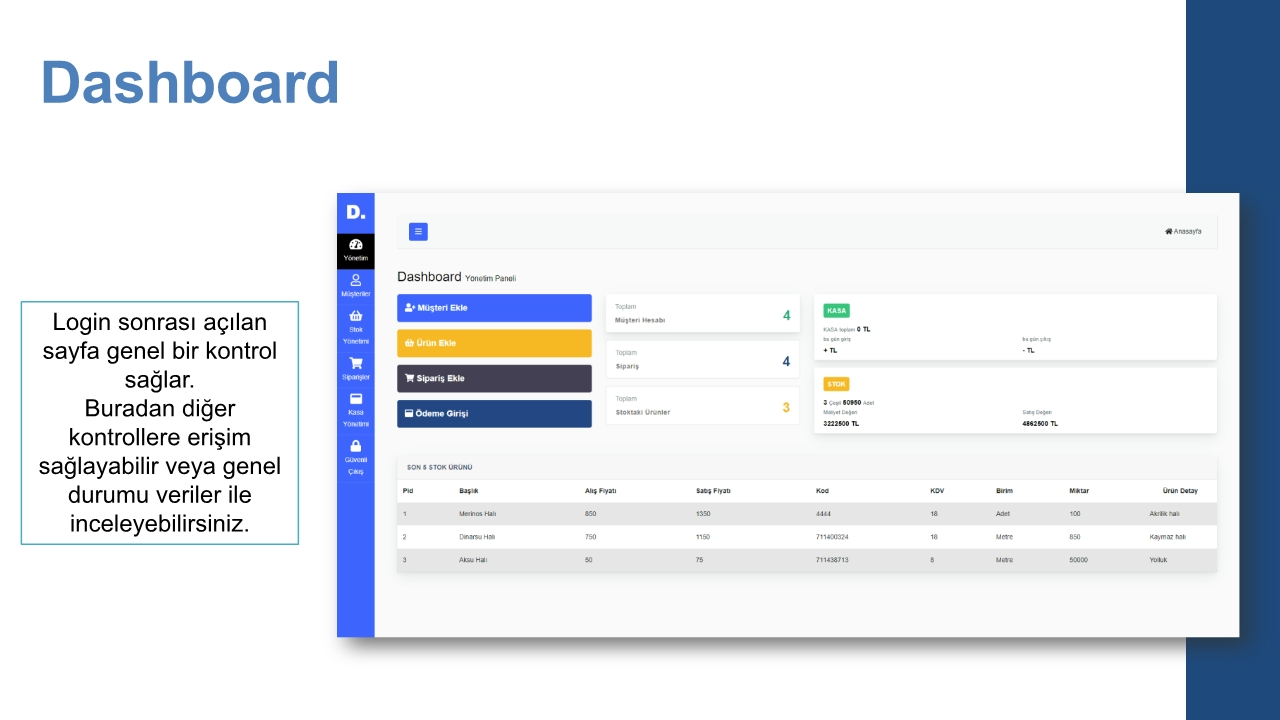 Dashboard
Login sonrası açılan
sayfa genel bir kontrol
sağlar.
Buradan diğer
kontrollere erişim
sağlayabilir veya genel
durumu veriler ile
inceleyebilirsiniz.
D.
Yönetim
Müşteriler
Stok
Yönetimi
Siparişler
Kasa
Yönetimi
Güvenli
Çıkış
Anasayfa
Dashboard Yönetim Paneli
Müşteri Ekle
Ürün Ekle
Sipariş Ekle
Ödeme Girişi
Toplam
Müşteri Hesabı 4
Toplam
Sipariş 4
Toplam
Stoktaki Ürünler 3
KASA
KASA toplam 0 TL
bu gün giriş bu gün çıkış
+ TL - TL
STOK
3 Çeşit 50950 Adet
Maliyet Değeri Satış Değeri
3222500 TL 4862500 TL
SON 5 STOK ÜRÜNÜ
Pid Başlık Alış Fiyatı Satış Fiyatı Kod KDV Birim Miktar Ürün Detay
1 Merinos Halı 850 1350 4444 18 Adet 100 Akrilik halı
2 Dinarsu Halı 750 1150 711400324 18 Metre 850 Kaymaz halı
3 Aksu Halı 50 75 711438713 8 Metre 50000 Yolluk